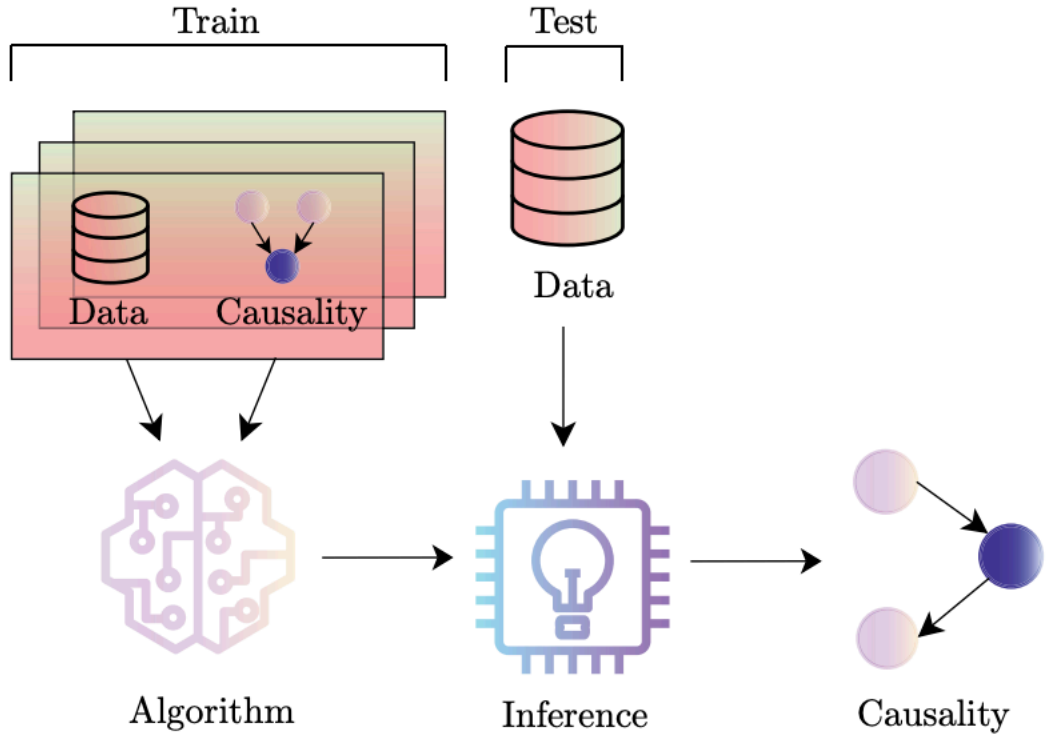 Train
Test
Data
Causality
Data
Algorithm
Inference
Causality